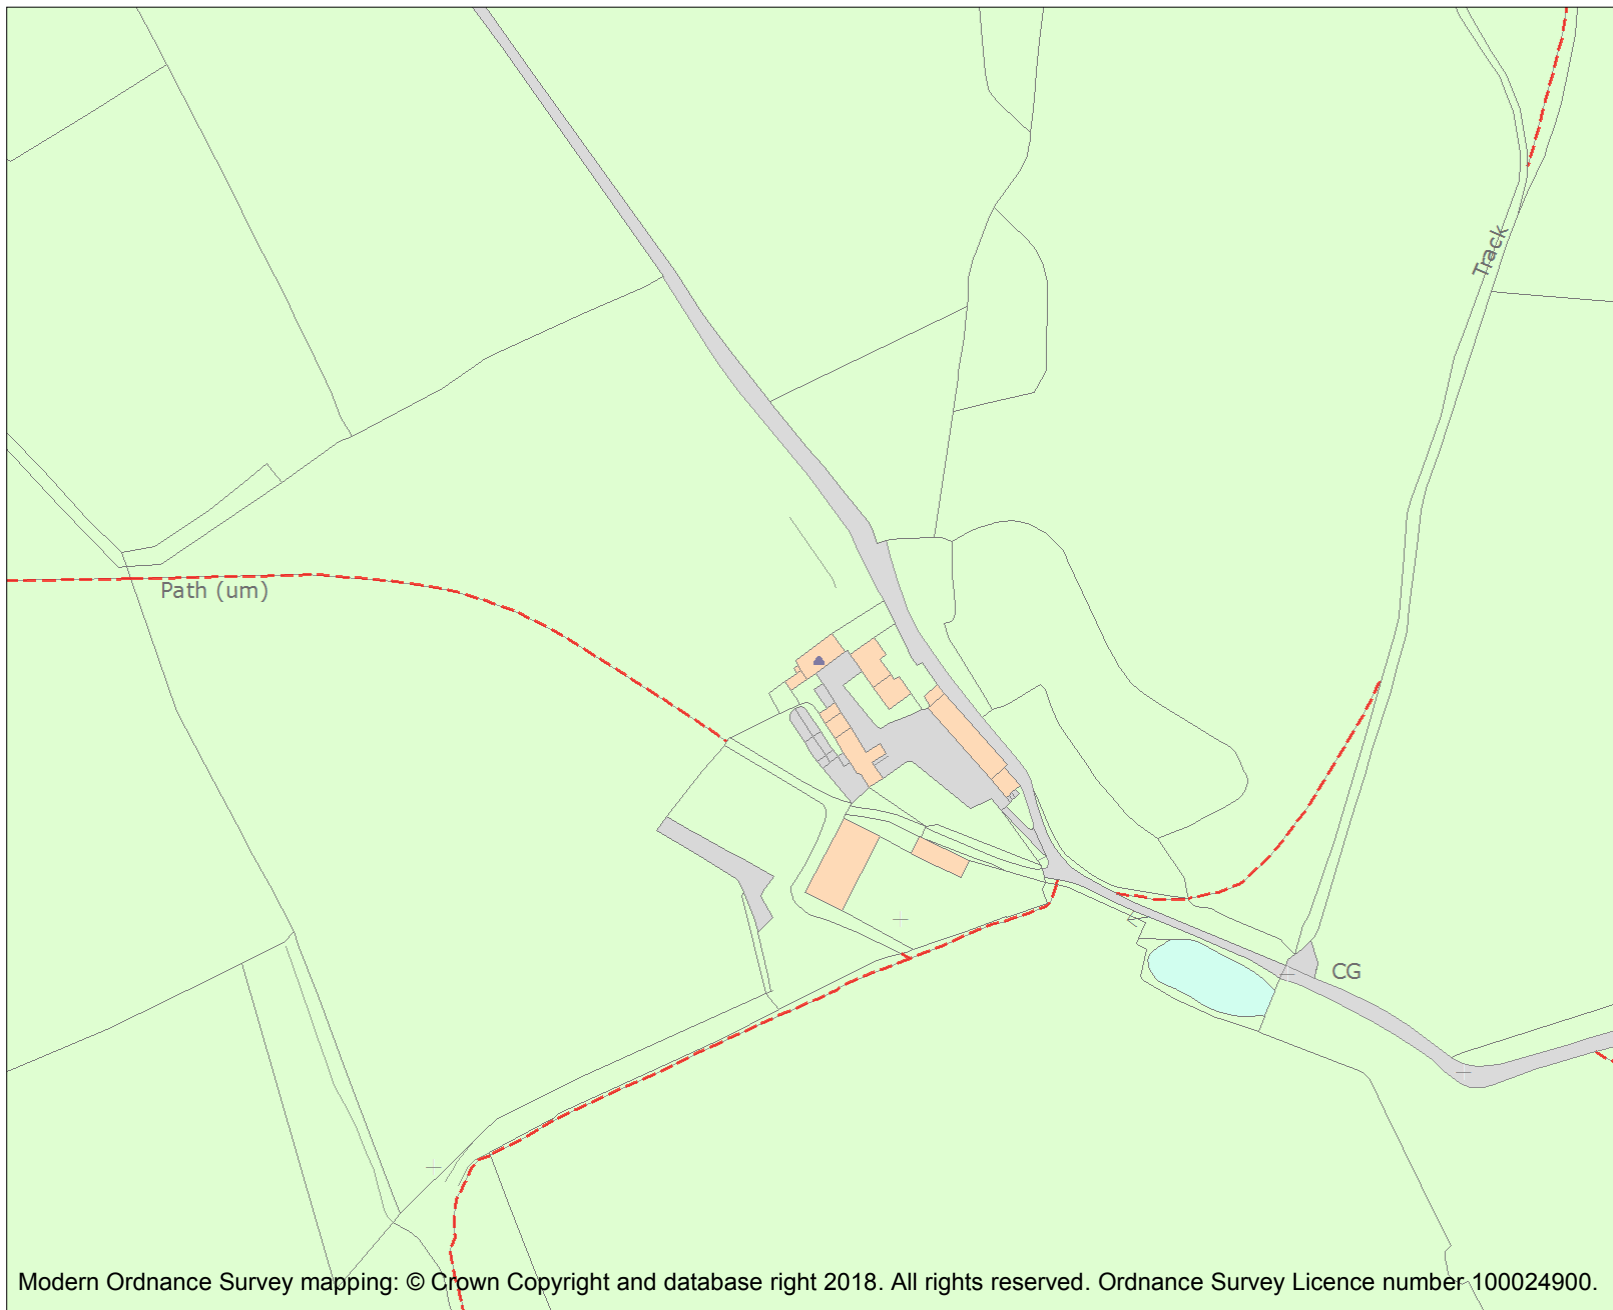 Track
Path (um)
CG
Modern Ordnance Survey mapping: © Crown Copyright and database right 2018. All rights reserved. Ordnance Survey Licence number 100024900.